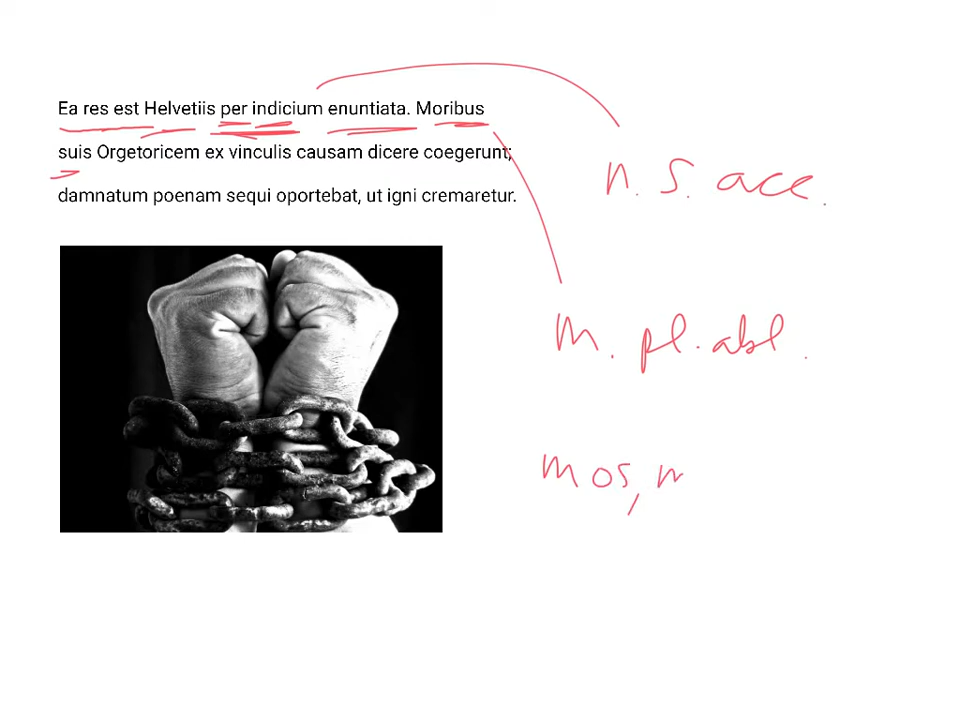 Ea res est Helvetiis per indicium enuntiata. Moribus
suis Orgetoricem ex vinculis causam dicere coegerunt;
damnatum poenam sequi oportebat, ut igni cremaretur.
n. s. acc.
m. pl. abl.
mos, m